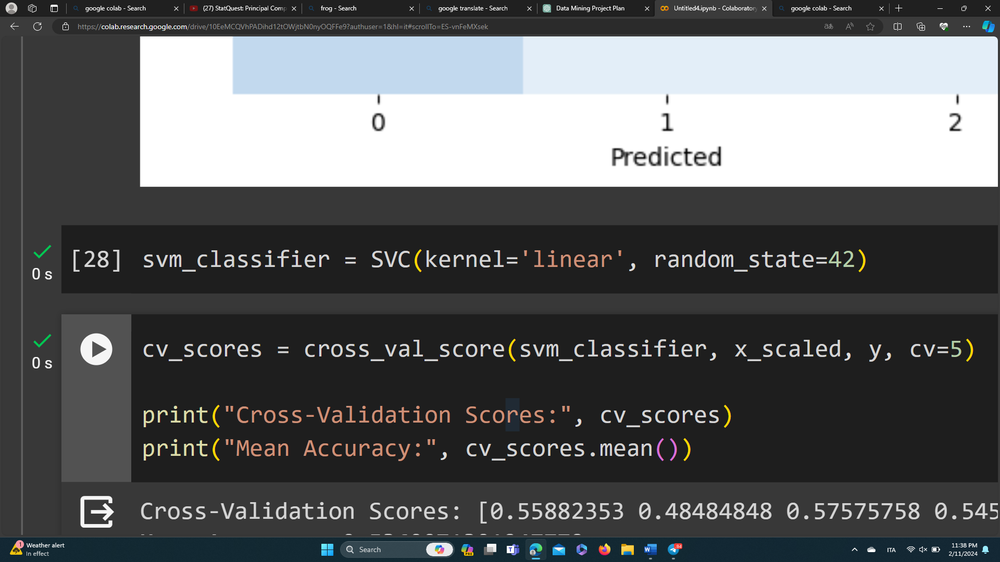 google colab - Search
(27) StatQuest: Principal Comp
frog - Search
google translate - Search
Data Mining Project Plan
Untitled4.ipynb - Colaboratory
google colab - Search
https://colab.research.google.com/drive/10EeMCQVhPADihd12tOWjtbN0nyOQFFe9?authuser=1&hl=it#scrollTo=ES-vnFeMXsek
0 1 2
Predicted
[28] svm_classifier = SVC(kernel='linear', random_state=42)
0 s
cv_scores = cross_val_score(svm_classifier, x_scaled, y, cv=5)
0 s
print("Cross-Validation Scores:", cv_scores)
print("Mean Accuracy:", cv_scores.mean())
Cross-Validation Scores: [0.55882353 0.48484848 0.57575758 0.545
1
Weather alert
In effect
Search
PRE
94
ITA
11:38 PM
2/11/2024